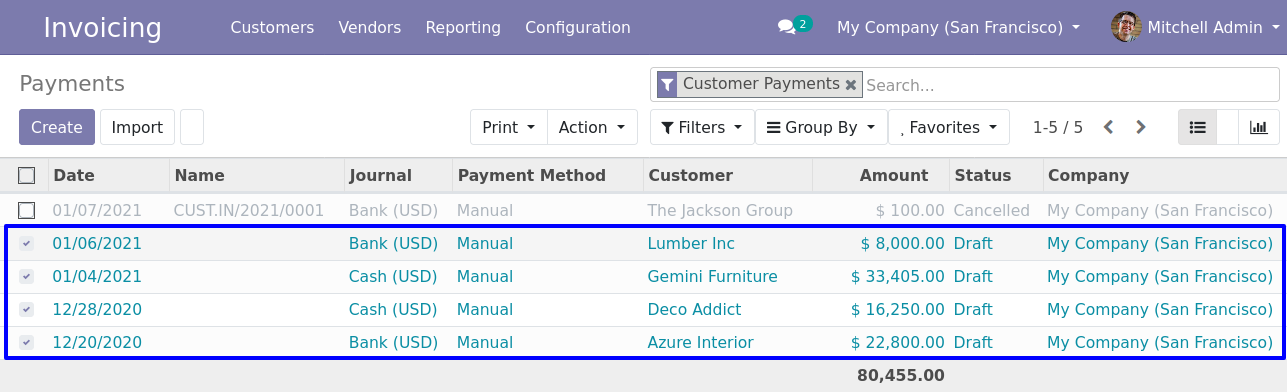 Invoicing Customers Vendors Reporting Configuration 2 My Company (San Francisco) Mitchell Admin
Payments Customer Payments Search...
Create Import Print Action Filters Group By Favorites 1-5 / 5
Date Name Journal Payment Method Customer Amount Status Company
01/07/2021 CUST.IN/2021/0001 Bank (USD) Manual The Jackson Group $ 100.00 Cancelled My Company (San Francisco)
01/06/2021 Bank (USD) Manual Lumber Inc $ 8,000.00 Draft My Company (San Francisco)
01/04/2021 Cash (USD) Manual Gemini Furniture $ 33,405.00 Draft My Company (San Francisco)
12/28/2020 Cash (USD) Manual Deco Addict $ 16,250.00 Draft My Company (San Francisco)
12/20/2020 Bank (USD) Manual Azure Interior $ 22,800.00 Draft My Company (San Francisco)
80,455.00